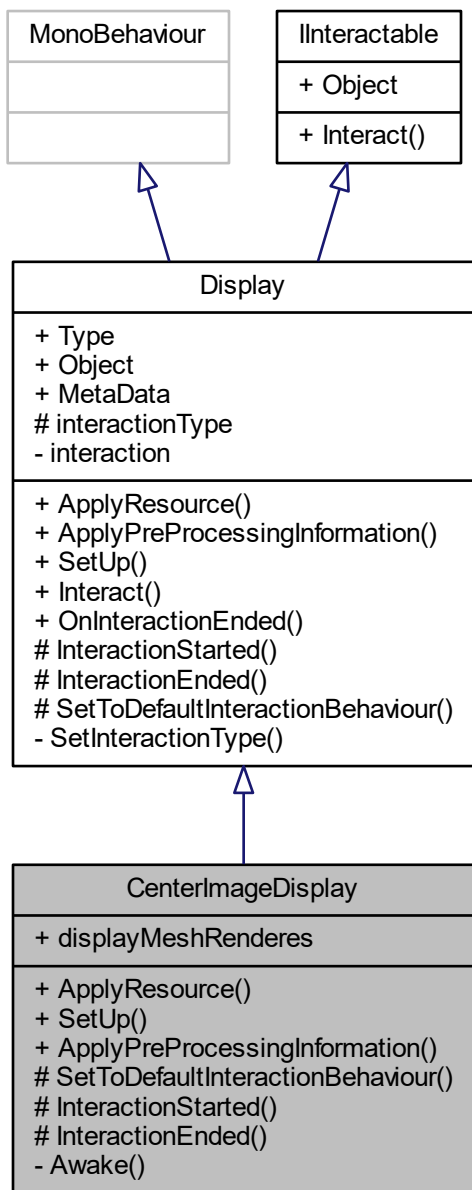 MonoBehaviour
IInteractable
+ Object
+ Interact()
Display
+ Type
+ Object
+ MetaData
# interactionType
- interaction
+ ApplyResource()
+ ApplyPreProcessingInformation()
+ SetUp()
+ Interact()
+ OnInteractionEnded()
# InteractionStarted()
# InteractionEnded()
# SetToDefaultInteractionBehaviour()
- SetInteractionType()
CenterImageDisplay
+ displayMeshRenderes
+ ApplyResource()
+ SetUp()
+ ApplyPreProcessingInformation()
# SetToDefaultInteractionBehaviour()
# InteractionStarted()
# InteractionEnded()
- Awake()